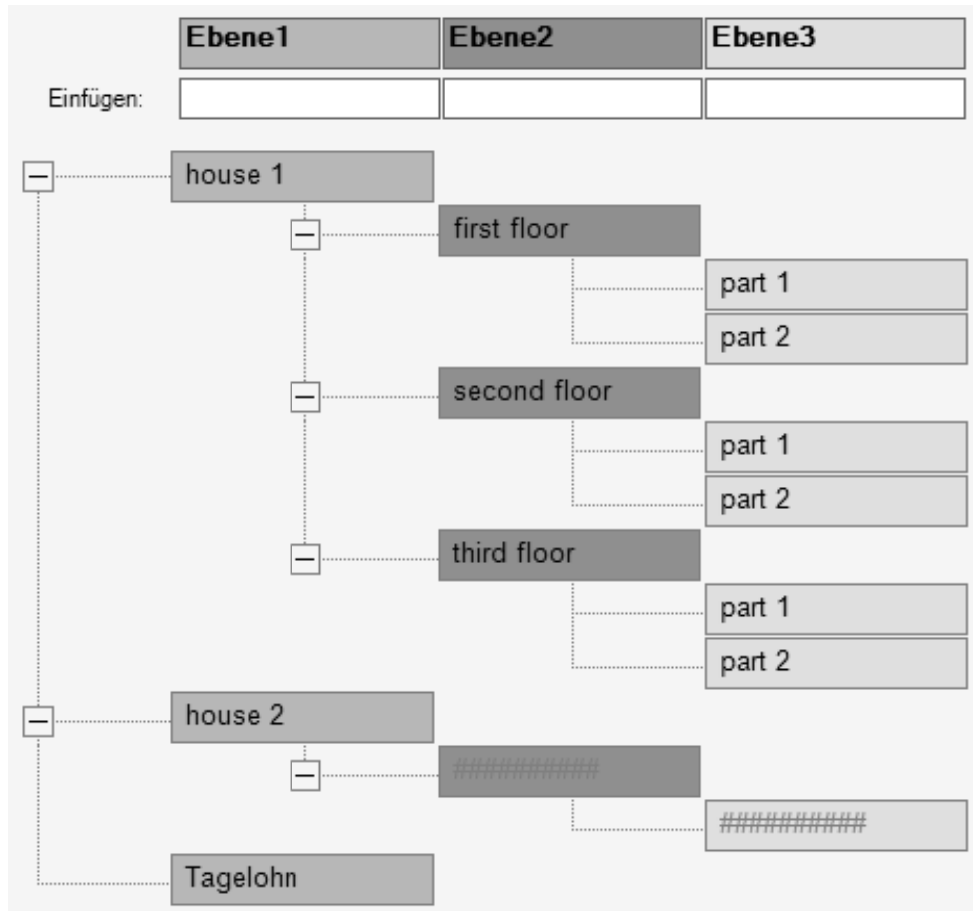 Ebene1 Ebene2 Ebene3
Einfügen:
house 1
first floor
part 1
part 2
second floor
part 1
part 2
third floor
part 1
part 2
house 2
##########
##########
Tagelohn